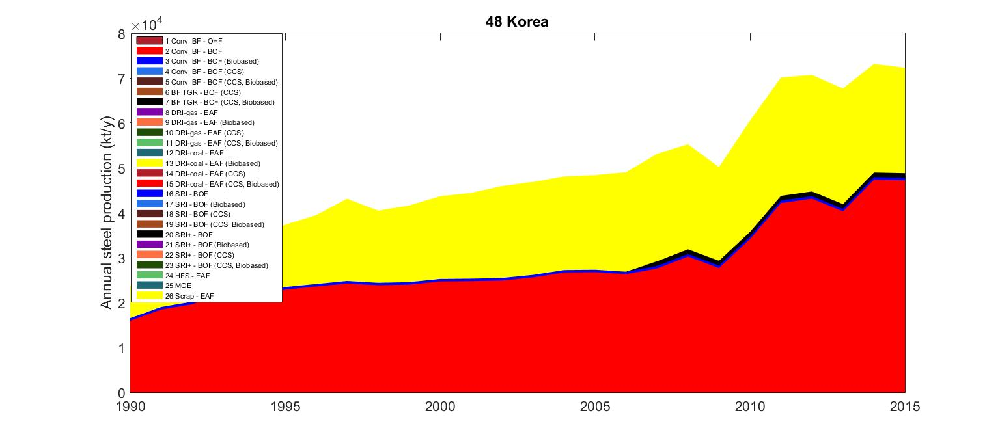 48 Korea
×10⁴
8
7
6
5
4
3
2
1
0
Annual steel production (kt/y)
1 Conv. BF - OHF
2 Conv. BF - BOF
3 Conv. BF - BOF (Biobased)
4 Conv. BF - BOF (CCS)
5 Conv. BF - BOF (CCS, Biobased)
6 BF TGR - BOF (CCS)
7 BF TGR - BOF (CCS, Biobased)
8 DRI-gas - EAF
9 DRI-gas - EAF (Biobased)
10 DRI-gas - EAF (CCS)
11 DRI-gas - EAF (CCS, Biobased)
12 DRI-coal - EAF
13 DRI-coal - EAF (Biobased)
14 DRI-coal - EAF (CCS)
15 DRI-coal - EAF (CCS, Biobased)
16 SRI - BOF
17 SRI - BOF (Biobased)
18 SRI - BOF (CCS)
19 SRI - BOF (CCS, Biobased)
20 SRI+ - BOF
21 SRI+ - BOF (Biobased)
22 SRI+ - BOF (CCS)
23 SRI+ - BOF (CCS, Biobased)
24 HFS - EAF
25 MOE
26 Scrap - EAF
1990 1995 2000 2005 2010 2015